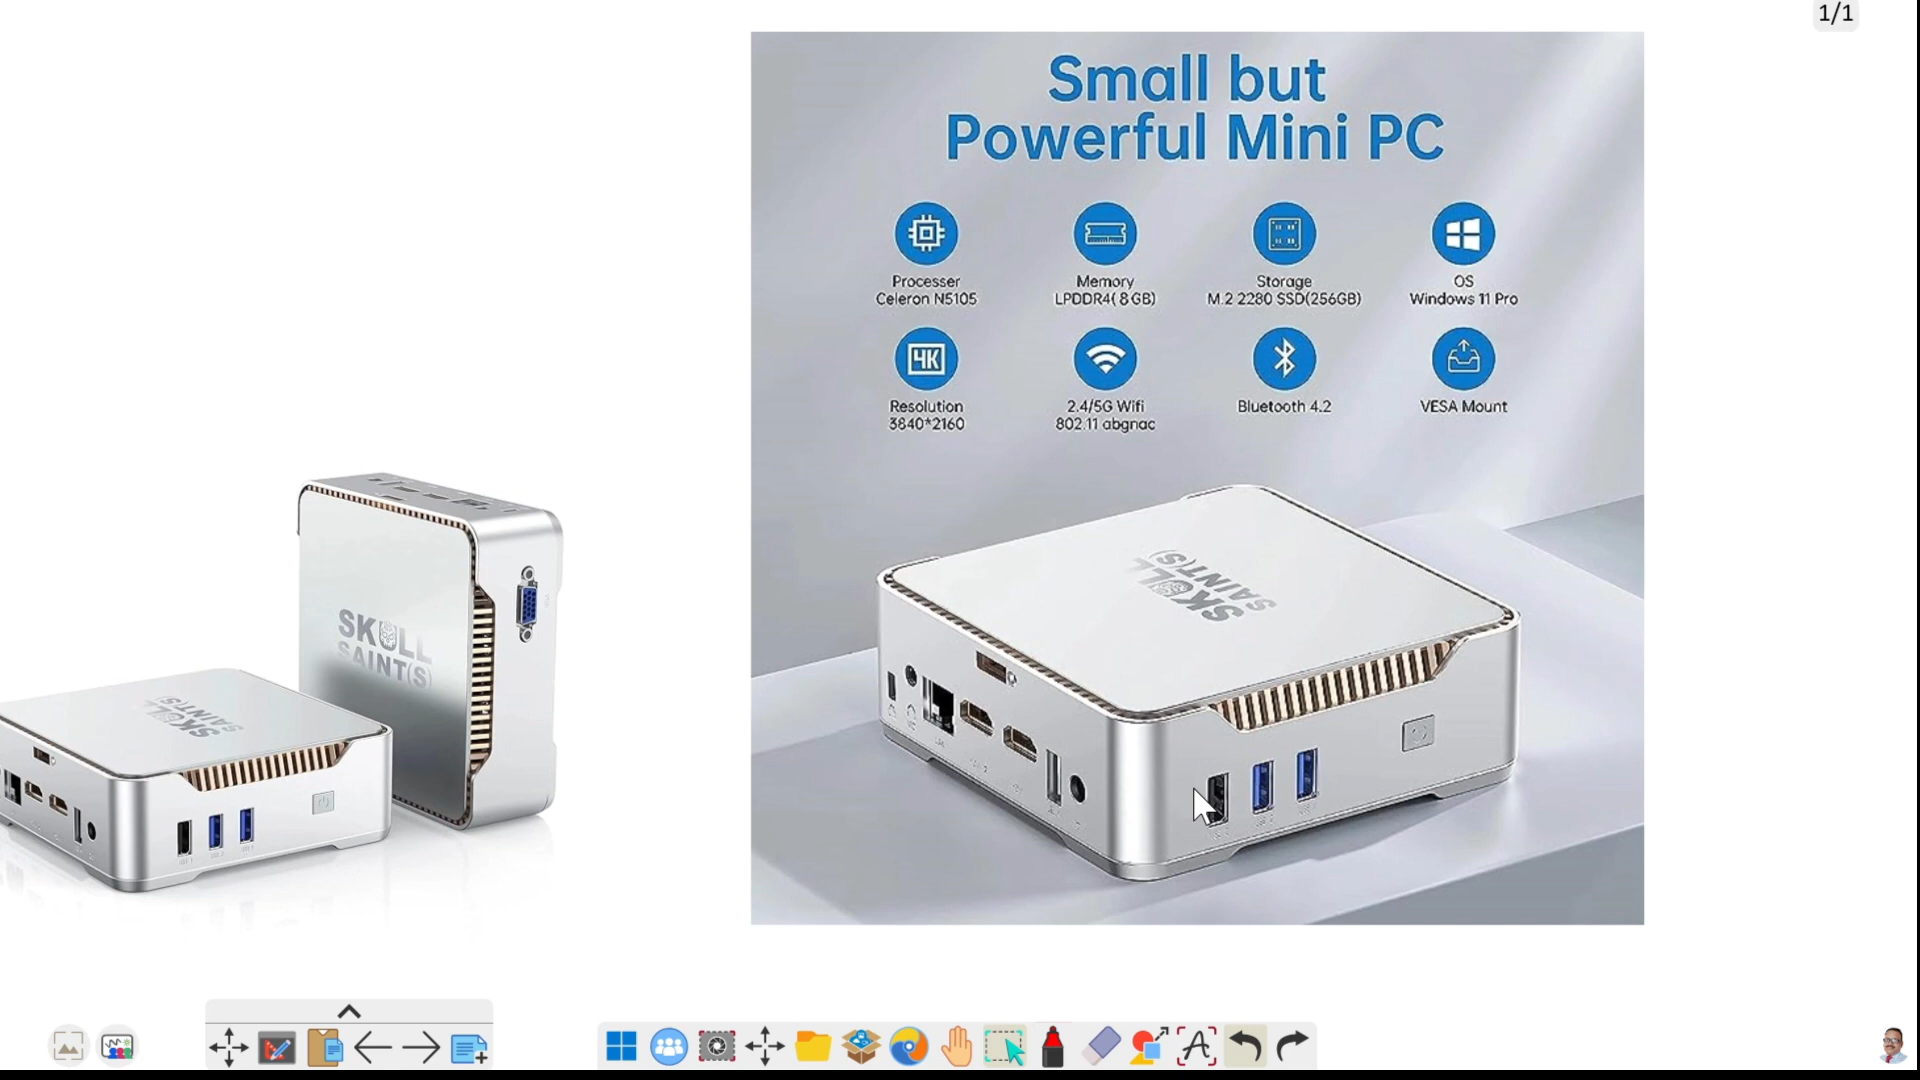 1/1
Small but
Powerful Mini PC
Processer
Celeron N5105
Memory
LPDDR4( 8 GB)
Storage
M.2 2280 SSD(256GB)
OS
Windows 11 Pro
4K
Resolution
3840*2160
2.4/5G Wifi
802.11 abgnac
Bluetooth 4.2
VESA Mount
SKULL
SAINT(S)
SKULL
SAINT(S)
SKULL
SAINT(S)